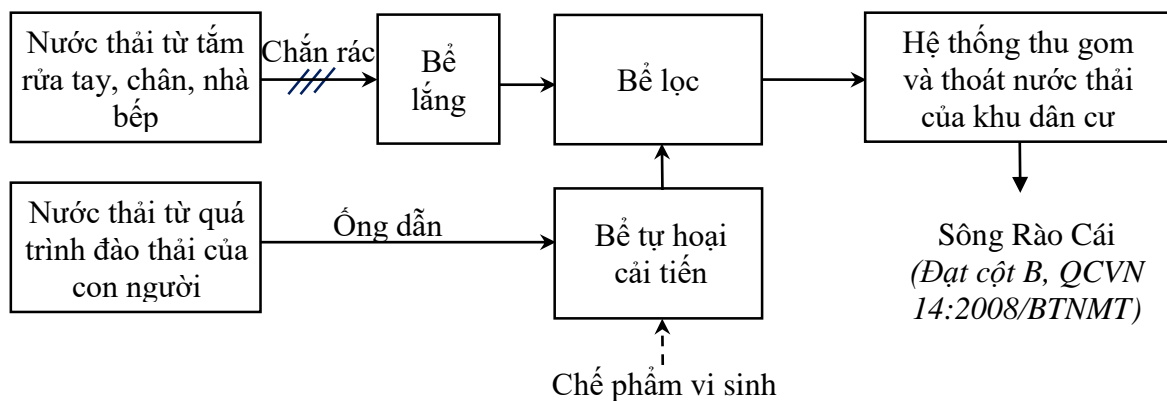 Nước thải từ tắm
rửa tay, chân, nhà
bếp
Chắn rác
Bể
lắng
Bể lọc
Hệ thống thu gom
và thoát nước thải
của khu dân cư
Nước thải từ quá
trình đào thải của
con người
Ống dẫn
Bể tự hoại
cải tiến
Chế phẩm vi sinh
Sông Rào Cái
(Đạt cột B, QCVN
14:2008/BTNMT)